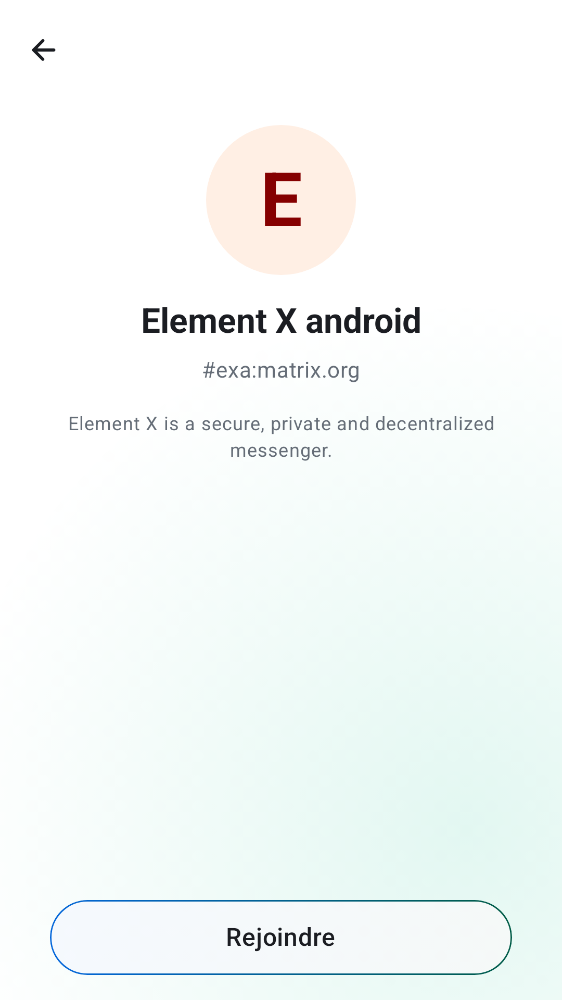 E
Element X android
#exa:matrix.org
Element X is a secure, private and decentralized
messenger.
Rejoindre